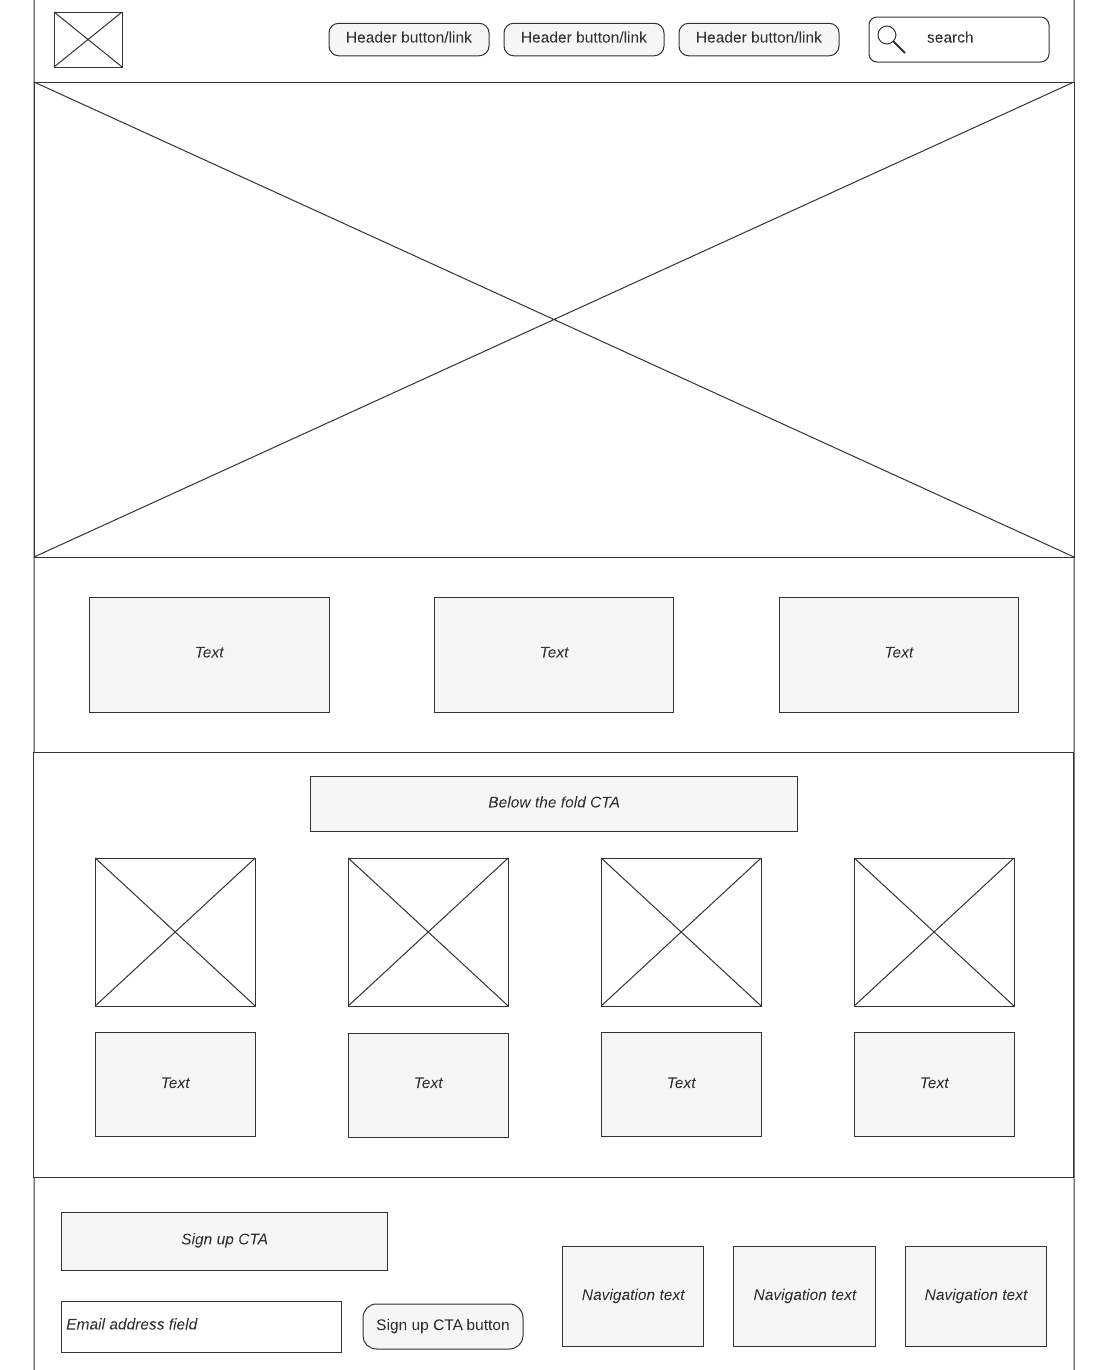 Header button/link
Header button/link
Header button/link
search
Text
Text
Text
Below the fold CTA
Text
Text
Text
Text
Sign up CTA
Email address field
Sign up CTA button
Navigation text
Navigation text
Navigation text